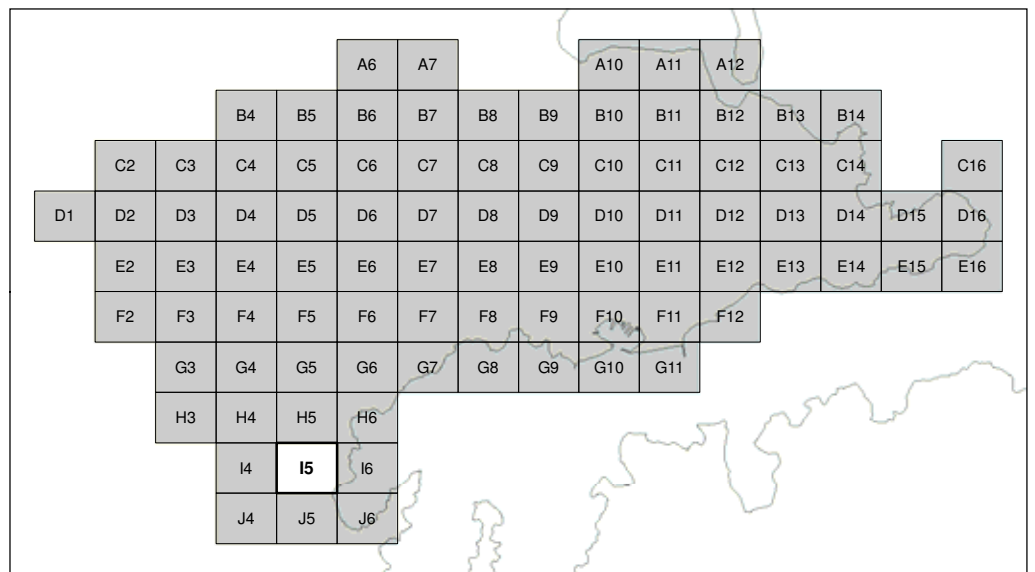 A6 A7 A10 A11 A12
B4 B5 B6 B7 B8 B9 B10 B11 B12 B13 B14
C2 C3 C4 C5 C6 C7 C8 C9 C10 C11 C12 C13 C14 C16
D1 D2 D3 D4 D5 D6 D7 D8 D9 D10 D11 D12 D13 D14 D15 D16
E2 E3 E4 E5 E6 E7 E8 E9 E10 E11 E12 E13 E14 E15 E16
F2 F3 F4 F5 F6 F7 F8 F9 F10 F11 F12
G3 G4 G5 G6 G7 G8 G9 G10 G11
H3 H4 H5 H6
I4 I5 I6
J4 J5 J6